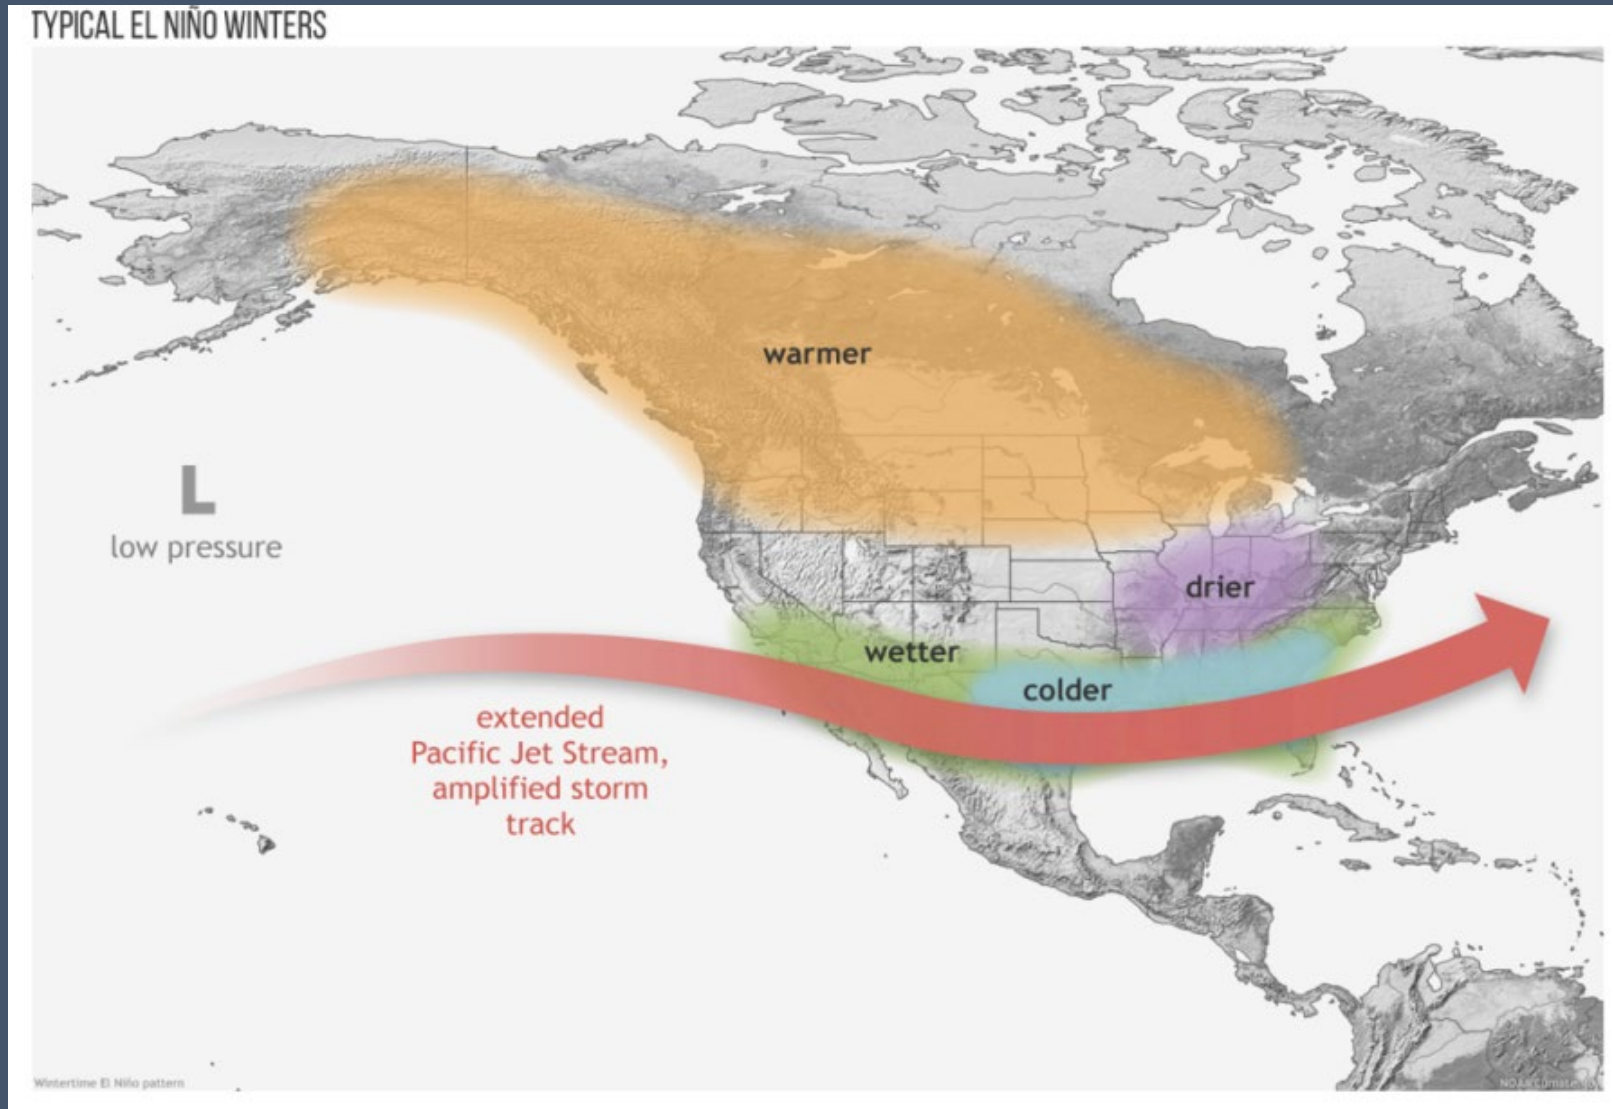 TYPICAL EL NIÑO WINTERS
warmer
L
low pressure
drier
wetter
colder
extended
Pacific Jet Stream,
amplified storm
track
Wintertime El Niño pattern
NOAA Climate.gov